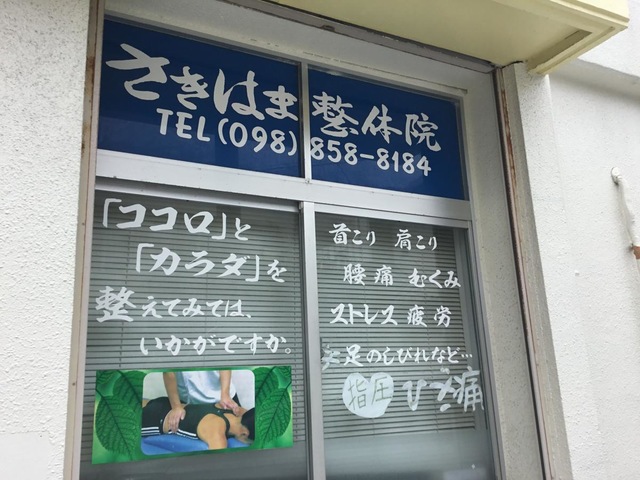 さきはま整体院
TEL(098)858-8184
「ココロ」と
「カラダ」を
整えてみては、
いかがですか。
首こり 肩こり
腰痛 むくみ
ストレス 疲労
足のしびれなど…
指圧 ひざ痛